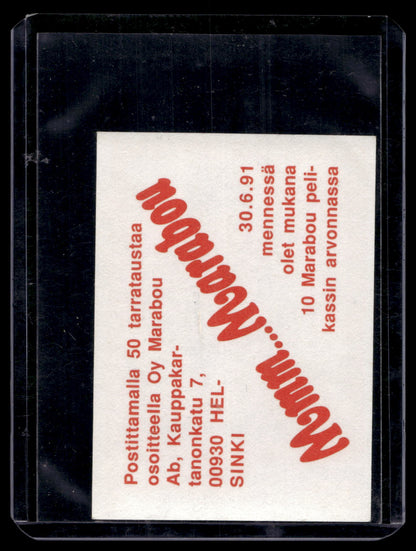 Postittamalla 50 tarrataustaa
osoitteella Oy Marabou
Ab, Kauppakar-
tanonkatu 7,
00930 HEL-
SINKI
Mmm...Marabou
30.6.91
mennessä
olet mukana
10 Marabou peli-
kassin arvonnassa